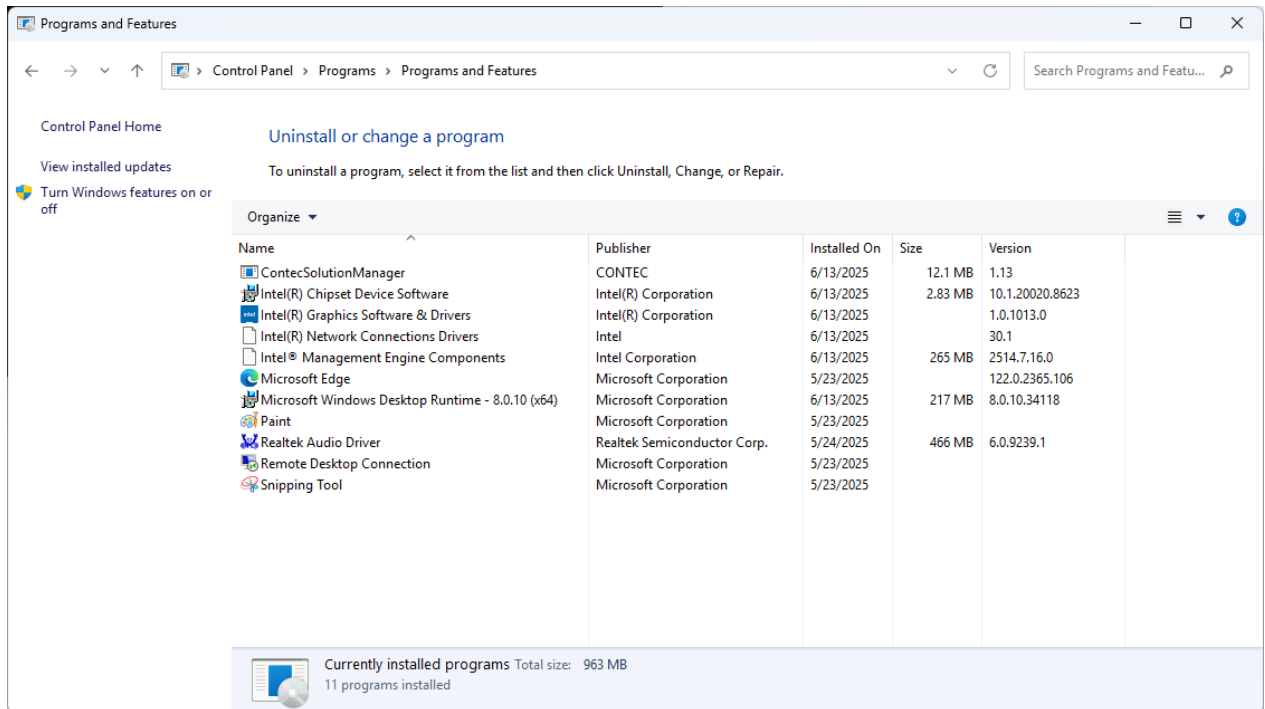 Programs and Features
Control Panel > Programs > Programs and Features
Search Programs and Featu...
Control Panel Home
View installed updates
Turn Windows features on or
off
Uninstall or change a program
To uninstall a program, select it from the list and then click Uninstall, Change, or Repair.
Organize
Name Publisher Installed On Size Version
ContecSolutionManager CONTEC 6/13/2025 12.1 MB 1.13
Intel(R) Chipset Device Software Intel(R) Corporation 6/13/2025 2.83 MB 10.1.20020.8623
Intel(R) Graphics Software & Drivers Intel(R) Corporation 6/13/2025 1.0.1013.0
Intel(R) Network Connections Drivers Intel 6/13/2025 30.1
Intel® Management Engine Components Intel Corporation 6/13/2025 265 MB 2514.7.16.0
Microsoft Edge Microsoft Corporation 5/23/2025 122.0.2365.106
Microsoft Windows Desktop Runtime - 8.0.10 (x64) Microsoft Corporation 6/13/2025 217 MB 8.0.10.34118
Paint Microsoft Corporation 5/23/2025
Realtek Audio Driver Realtek Semiconductor Corp. 5/24/2025 466 MB 6.0.9239.1
Remote Desktop Connection Microsoft Corporation 5/23/2025
Snipping Tool Microsoft Corporation 5/23/2025
Currently installed programs Total size: 963 MB
11 programs installed